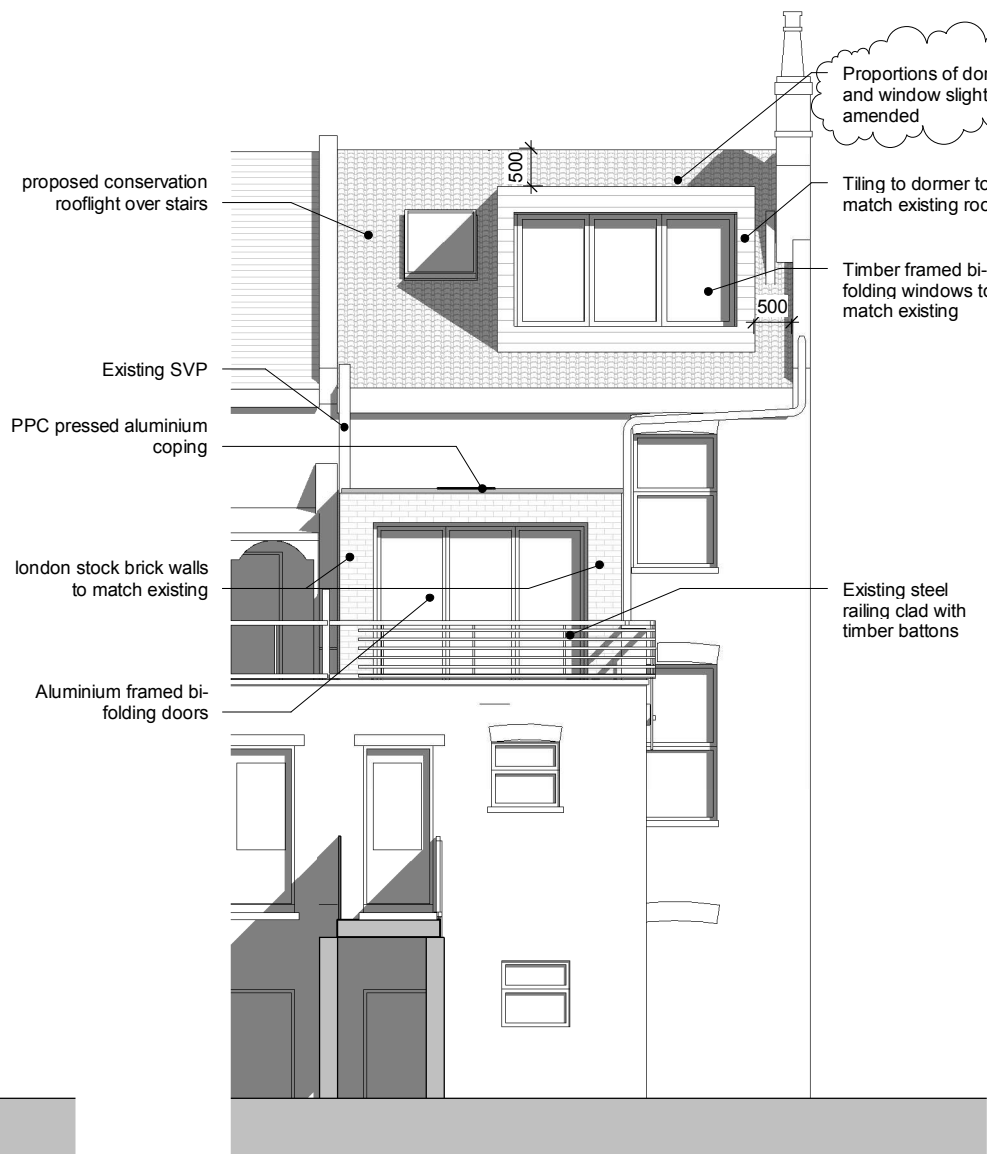 Proportions of dor
and window slight
amended
500
proposed conservation
rooflight over stairs
Tiling to dormer to
match existing roo
Timber framed bi-
folding windows to
match existing
500
Existing SVP
PPC pressed aluminium
coping
london stock brick walls
to match existing
Existing steel
railing clad with
timber battons
Aluminium framed bi-
folding doors